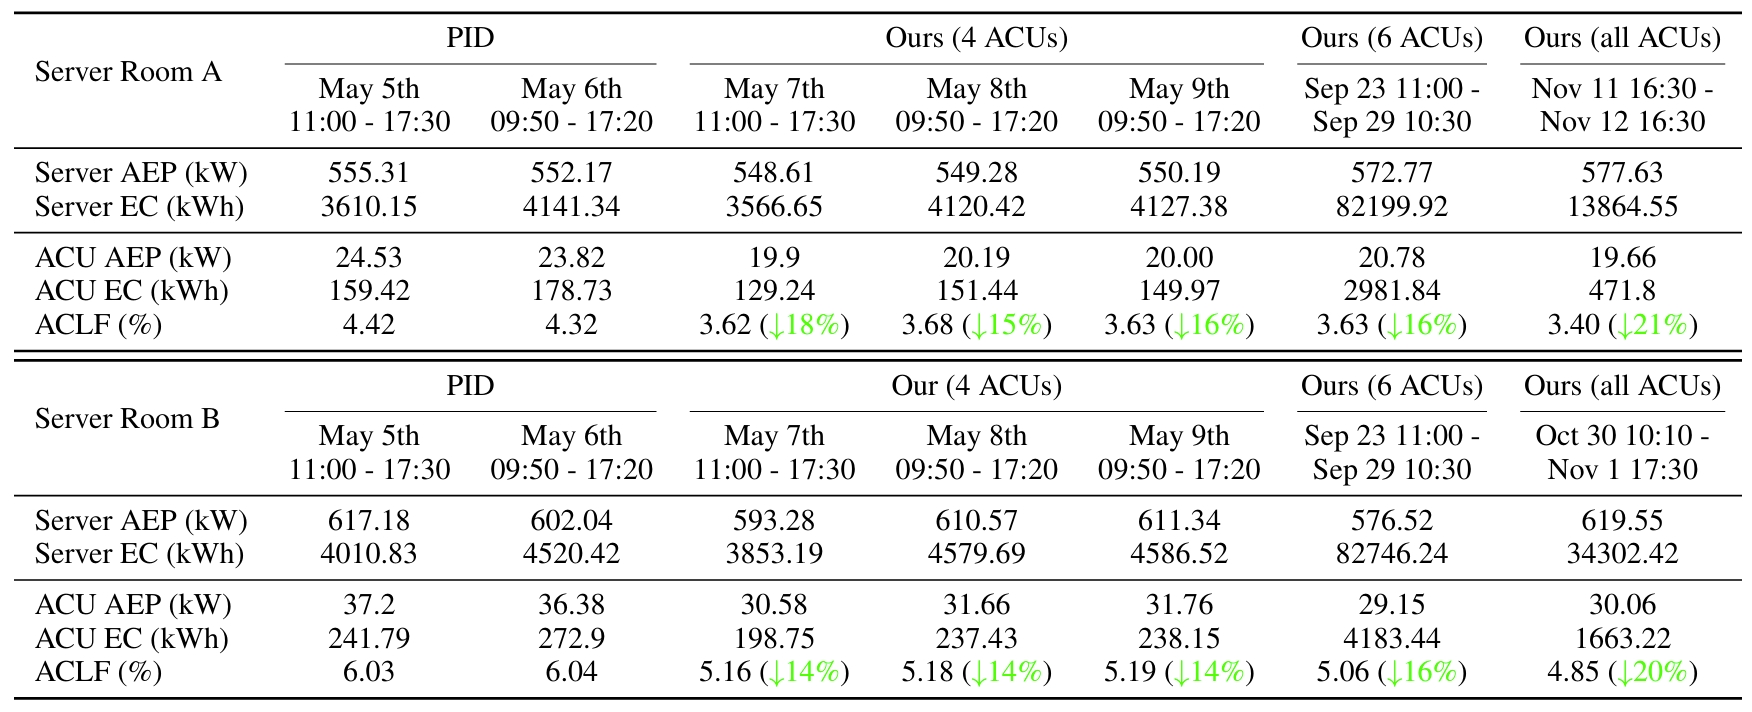 PID Ours (4 ACUs) Ours (6 ACUs) Ours (all ACUs)
Server Room A
May 5th May 6th May 7th May 8th May 9th Sep 23 11:00 - Nov 11 16:30 -
11:00 - 17:30 09:50 - 17:20 11:00 - 17:30 09:50 - 17:20 09:50 - 17:20 Sep 29 10:30 Nov 12 16:30
Server AEP (kW) 555.31 552.17 548.61 549.28 550.19 572.77 577.63
Server EC (kWh) 3610.15 4141.34 3566.65 4120.42 4127.38 82199.92 13864.55
ACU AEP (kW) 24.53 23.82 19.9 20.19 20.00 20.78 19.66
ACU EC (kWh) 159.42 178.73 129.24 151.44 149.97 2981.84 471.8
ACLF (%) 4.42 4.32 3.62 (↓18%) 3.68 (↓15%) 3.63 (↓16%) 3.63 (↓16%) 3.40 (↓21%)
PID Our (4 ACUs) Ours (6 ACUs) Ours (all ACUs)
Server Room B
May 5th May 6th May 7th May 8th May 9th Sep 23 11:00 - Oct 30 10:10 -
11:00 - 17:30 09:50 - 17:20 11:00 - 17:30 09:50 - 17:20 09:50 - 17:20 Sep 29 10:30 Nov 1 17:30
Server AEP (kW) 617.18 602.04 593.28 610.57 611.34 576.52 619.55
Server EC (kWh) 4010.83 4520.42 3853.19 4579.69 4586.52 82746.24 34302.42
ACU AEP (kW) 37.2 36.38 30.58 31.66 31.76 29.15 30.06
ACU EC (kWh) 241.79 272.9 198.75 237.43 238.15 4183.44 1663.22
ACLF (%) 6.03 6.04 5.16 (↓14%) 5.18 (↓14%) 5.19 (↓14%) 5.06 (↓16%) 4.85 (↓20%)